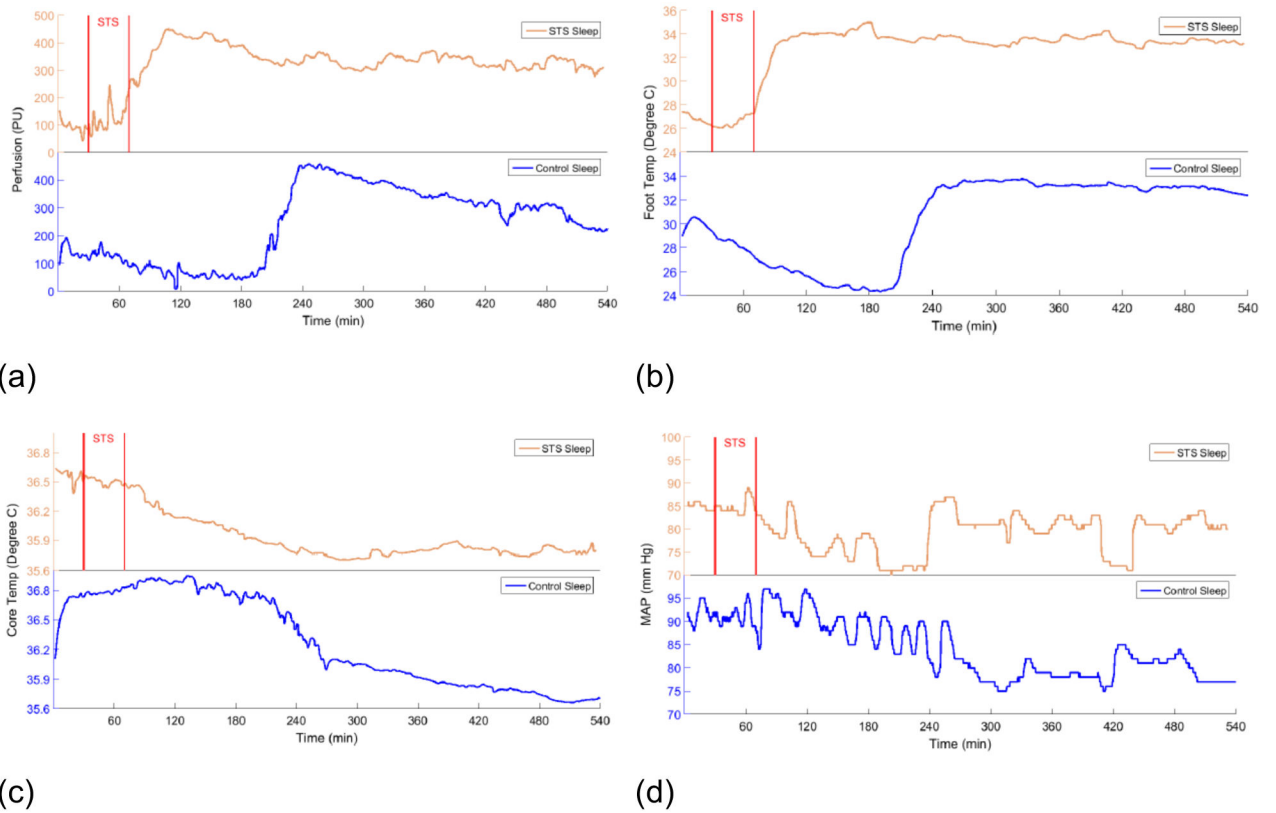 STS
STS Sleep
500
400
300
200
100
0
Perfusion (PU)
Control Sleep
400
300
200
100
0
60 120 180 240 300 360 420 480 540
Time (min)
(a)
STS
STS Sleep
36
34
32
30
28
26
24
Foot Temp (Degree C)
Control Sleep
34
32
30
28
26
24
60 120 180 240 300 360 420 480 540
Time (min)
(b)
STS
STS Sleep
36.8
36.5
36.2
35.9
35.6
Core Temp (Degree C)
Control Sleep
36.8
36.5
36.2
35.9
35.6
60 120 180 240 300 360 420 480 540
Time (min)
(c)
STS
STS Sleep
100
95
90
85
80
75
70
MAP (mm Hg)
Control Sleep
95
90
85
80
75
70
60 120 180 240 300 360 420 480 540
Time (min)
(d)